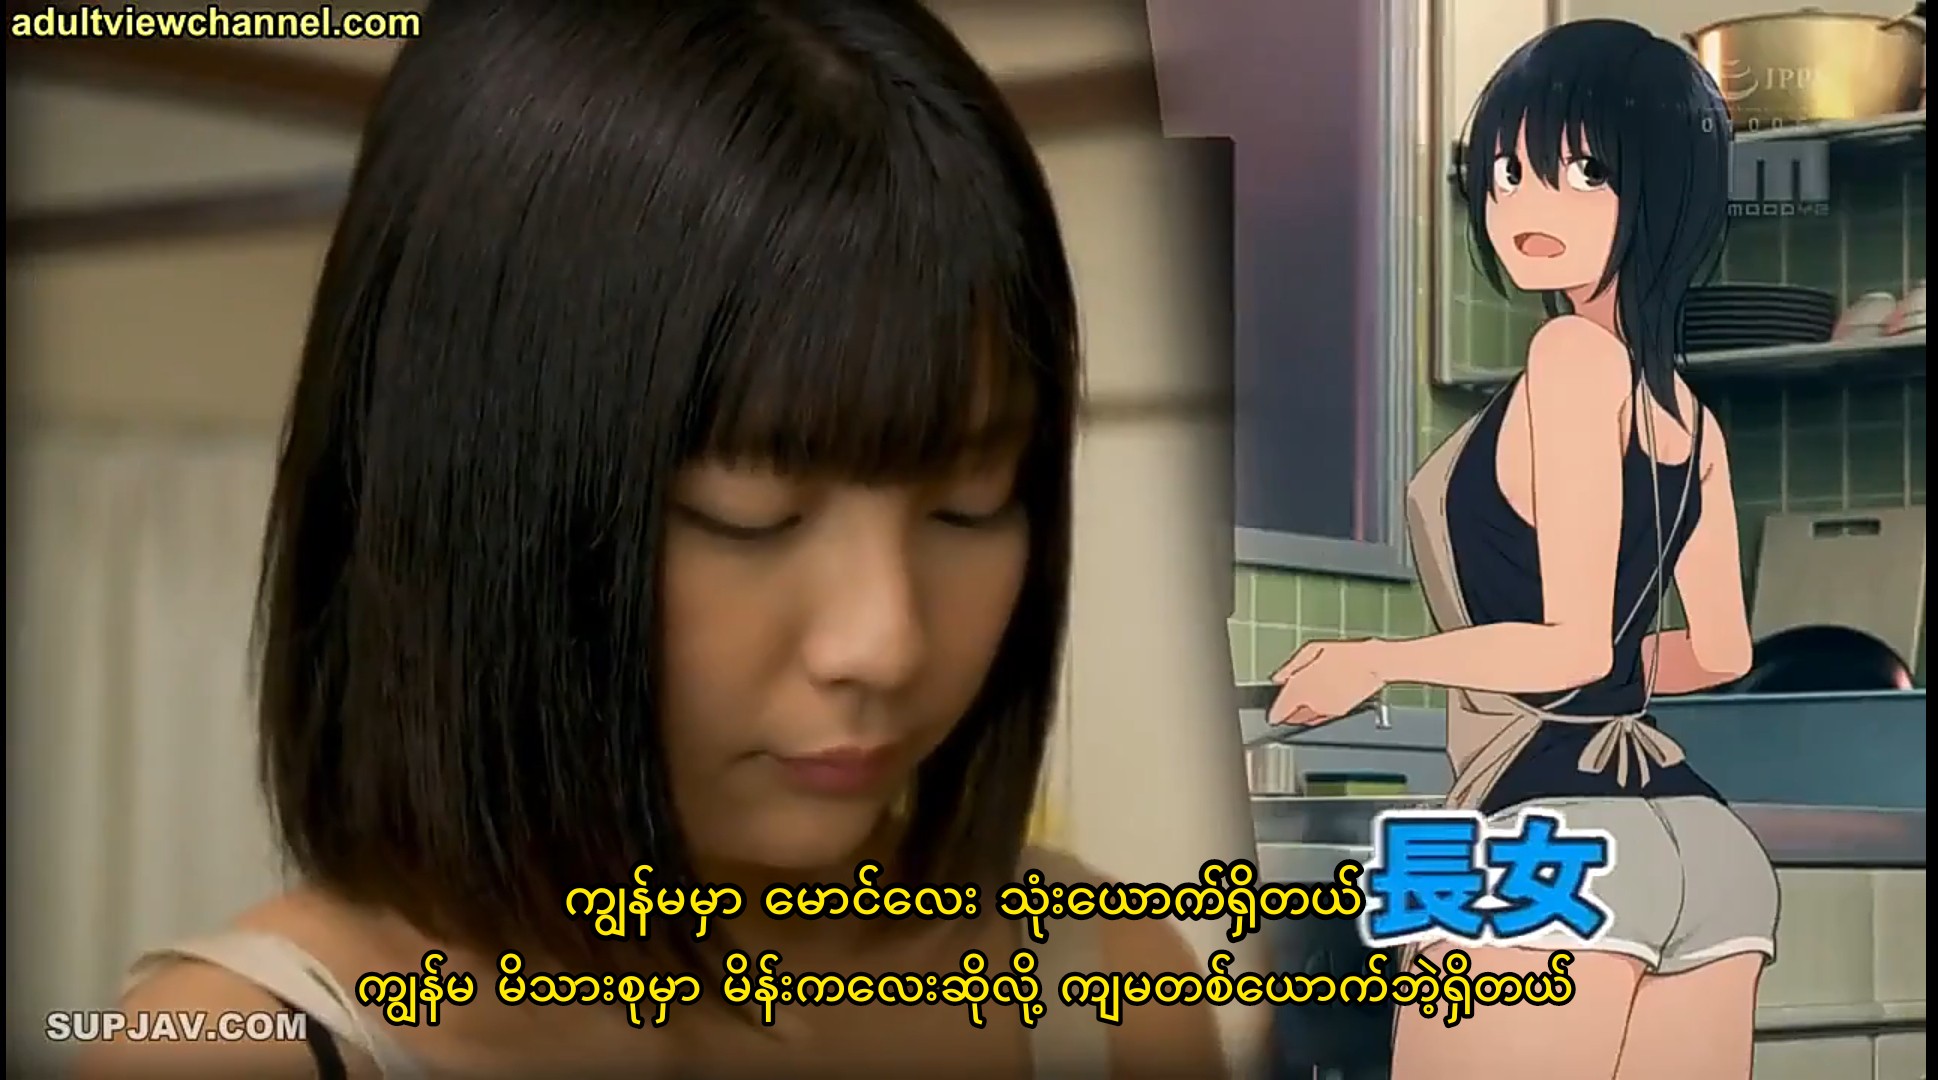 adultviewchannel.com
JPP
m
MOODYZ
長女
ကျွန်မမှာ မောင်လေး သုံးယောက်ရှိတယ်
ကျွန်မ မိသားစုမှာ မိန်းကလေးဆိုလို့ ကျမတစ်ယောက်ဘဲ့ရှိတယ်
SUPJAV.COM